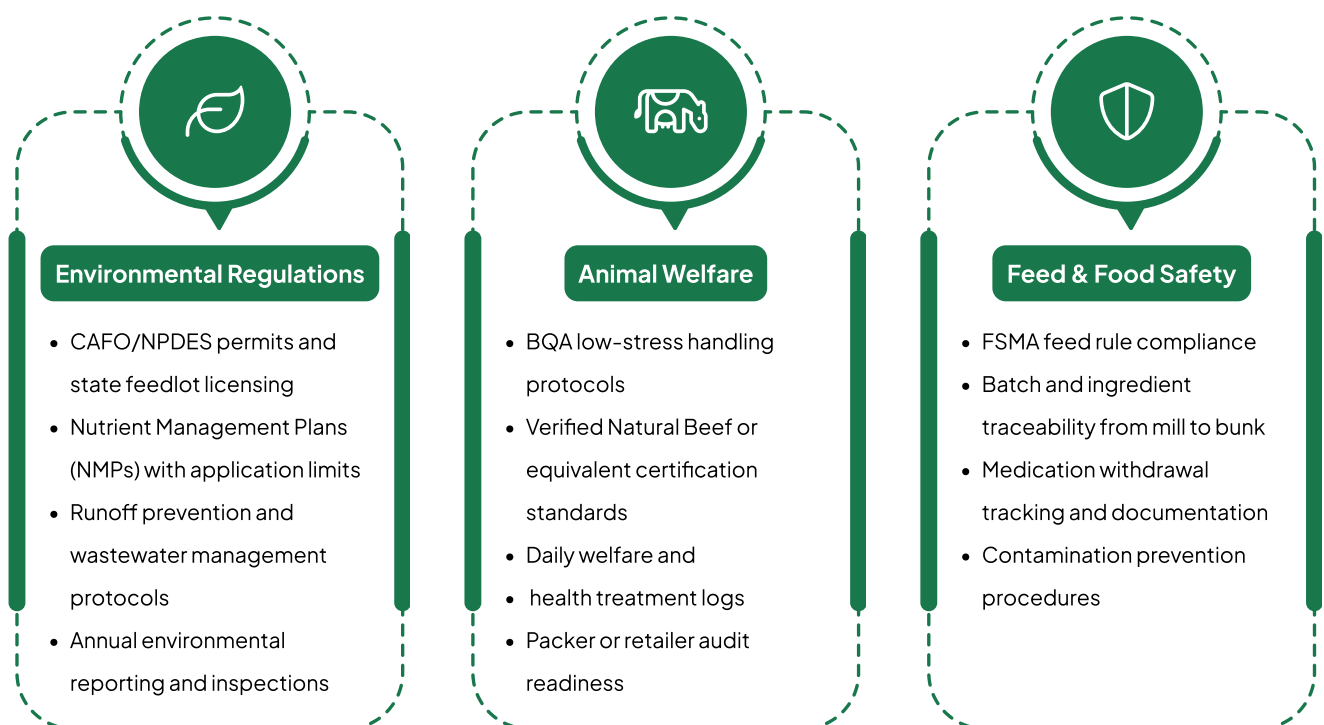 Environmental Regulations
• CAFO/NPDES permits and
state feedlot licensing
• Nutrient Management Plans
(NMPs) with application limits
• Runoff prevention and
wastewater management
protocols
• Annual environmental
reporting and inspections
Animal Welfare
• BQA low-stress handling
protocols
• Verified Natural Beef or
equivalent certification
standards
• Daily welfare and
• health treatment logs
• Packer or retailer audit
readiness
Feed & Food Safety
• FSMA feed rule compliance
• Batch and ingredient
traceability from mill to bunk
• Medication withdrawal
tracking and documentation
• Contamination prevention
procedures